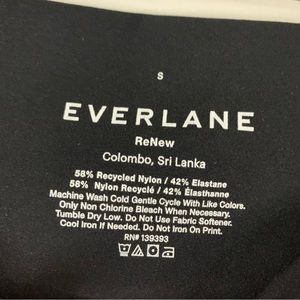 S
EVERLANE
ReNew
Colombo, Sri Lanka
58% Recycled Nylon / 42% Elastane
58% Nylon Recyclé / 42% Élasthanne
Machine Wash Cold Gentle Cycle With Like Colors.
Only Non Chlorine Bleach When Necessary.
Tumble Dry Low. Do Not Use Fabric Softener.
Cool Iron If Needed. Do Not Iron On Print.
RN# 139393